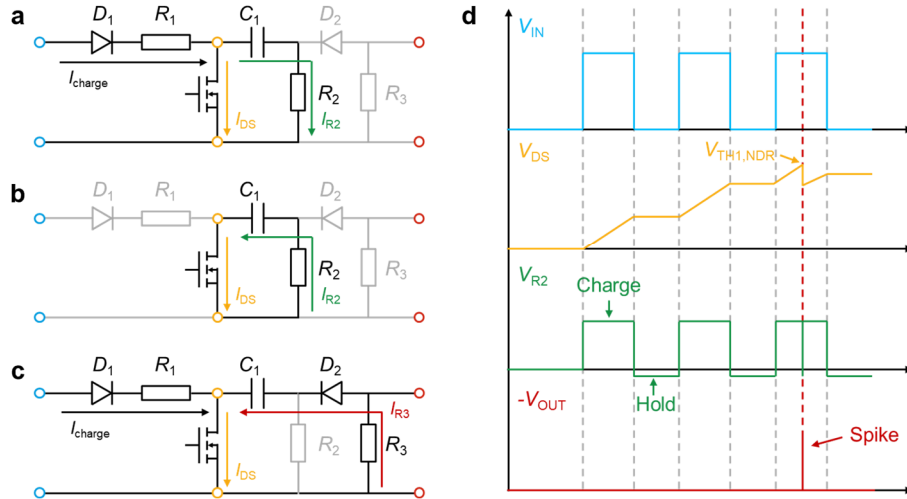 a
D1
R1
C1
D2
Icharge
IDS
IR2
R2
R3
b
D1
R1
C1
D2
IDS
IR2
R2
R3
c
D1
R1
C1
D2
IR3
Icharge
IDS
R2
R3
d
VIN
VDS
VTH1,NDR
VR2
Charge
Hold
-VOUT
Spike